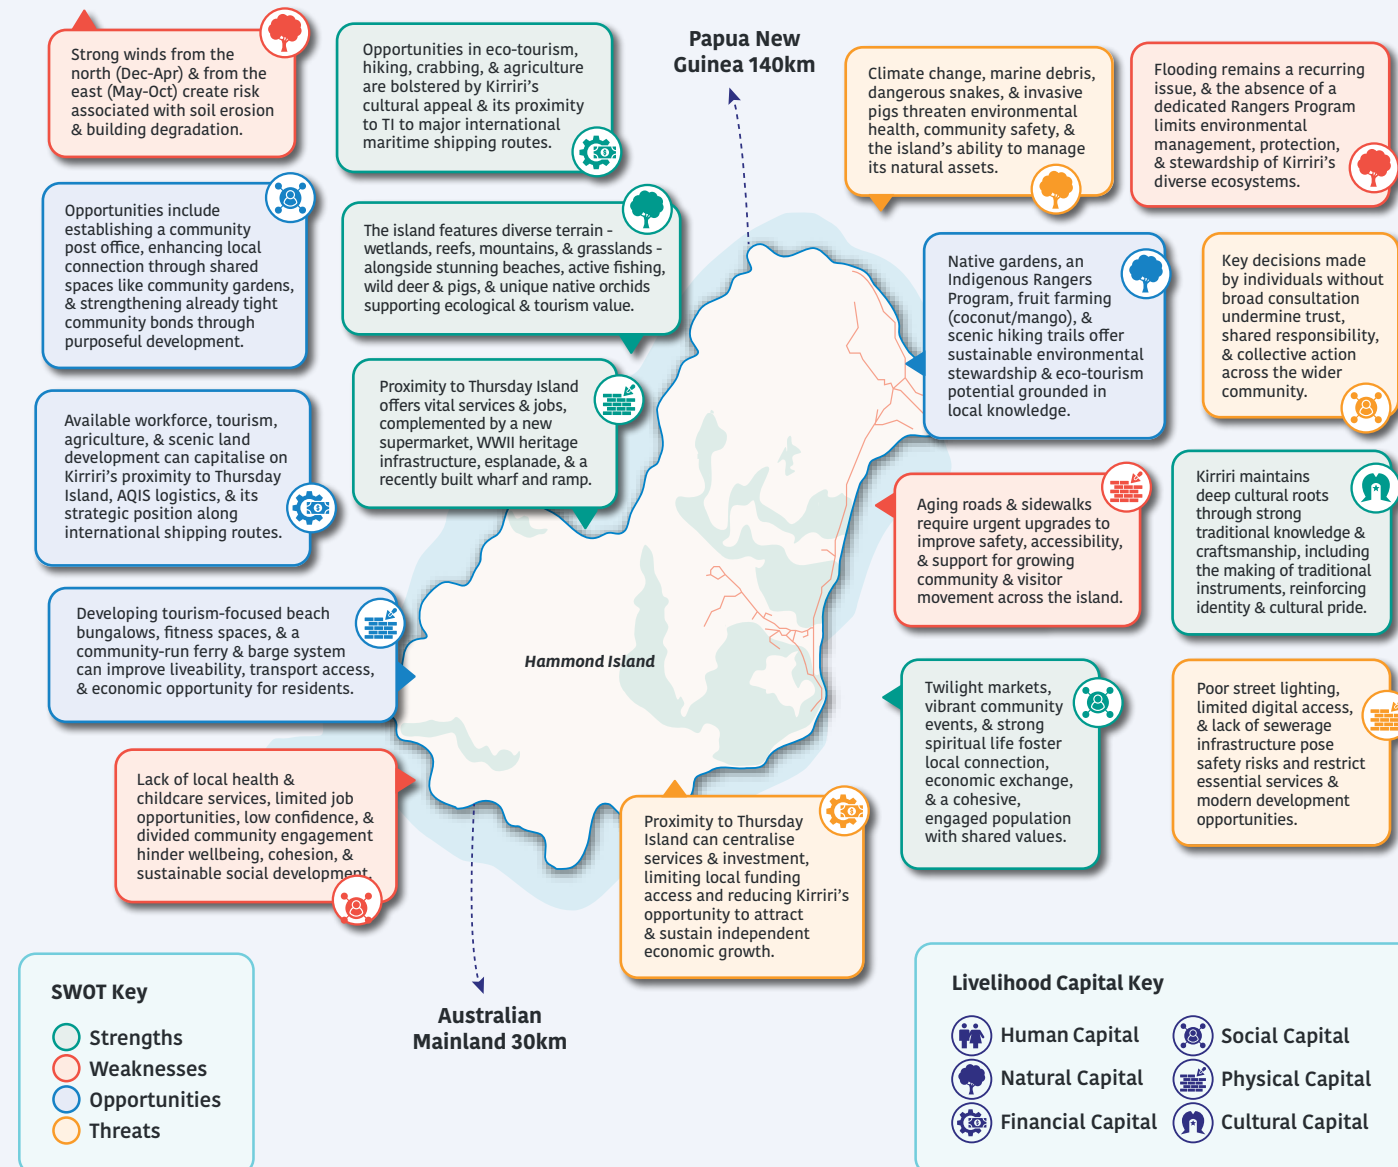 Strong winds from the
north (Dec-Apr) & from the
east (May-Oct) create risk
associated with soil erosion
& building degradation.
Opportunities in eco-tourism,
hiking, crabbing, & agriculture
are bolstered by Kirriri's
cultural appeal & its proximity
to TI to major international
maritime shipping routes.
Papua New
Guinea 140km
Climate change, marine debris,
dangerous snakes, & invasive
pigs threaten environmental
health, community safety, &
the island's ability to manage
its natural assets.
Flooding remains a recurring
issue, & the absence of a
dedicated Rangers Program
limits environmental
management, protection,
& stewardship of Kirriri's
diverse ecosystems.
Opportunities include
establishing a community
post office, enhancing local
connection through shared
spaces like community gardens,
& strengthening already tight
community bonds through
purposeful development.
The island features diverse terrain -
wetlands, reefs, mountains, & grasslands -
alongside stunning beaches, active fishing,
wild deer & pigs, & unique native orchids
supporting ecological & tourism value.
Native gardens, an
Indigenous Rangers
Program, fruit farming
(coconut/mango), &
scenic hiking trails offer
sustainable environmental
stewardship & eco-tourism
potential grounded in
local knowledge.
Key decisions made
by individuals without
broad consultation
undermine trust,
shared responsibility,
& collective action
across the wider
community.
Proximity to Thursday Island
offers vital services & jobs,
complemented by a new
supermarket, WWII heritage
infrastructure, esplanade, & a
recently built wharf and ramp.
Available workforce, tourism,
agriculture, & scenic land
development can capitalise on
Kirriri's proximity to Thursday
Island, AQIS logistics, & its
strategic position along
international shipping routes.
Aging roads & sidewalks
require urgent upgrades to
improve safety, accessibility,
& support for growing
community & visitor
movement across the island.
Kirriri maintains
deep cultural roots
through strong
traditional knowledge &
craftsmanship, including
the making of traditional
instruments, reinforcing
identity & cultural pride.
Developing tourism-focused beach
bungalows, fitness spaces, & a
community-run ferry & barge system
can improve liveability, transport access,
& economic opportunity for residents.
Hammond Island
Twilight markets,
vibrant community
events, & strong
spiritual life foster
local connection,
economic exchange,
& a cohesive,
engaged population
with shared values.
Poor street lighting,
limited digital access,
& lack of sewerage
infrastructure pose
safety risks and restrict
essential services &
modern development
opportunities.
Lack of local health &
childcare services, limited job
opportunities, low confidence, &
divided community engagement
hinder wellbeing, cohesion, &
sustainable social development.
Proximity to Thursday
Island can centralise
services & investment,
limiting local funding
access and reducing Kirriri's
opportunity to attract
& sustain independent
economic growth.
Australian
Mainland 30km
SWOT Key
Strengths
Weaknesses
Opportunities
Threats
Livelihood Capital Key
Human Capital
Social Capital
Natural Capital
Physical Capital
Financial Capital
Cultural Capital